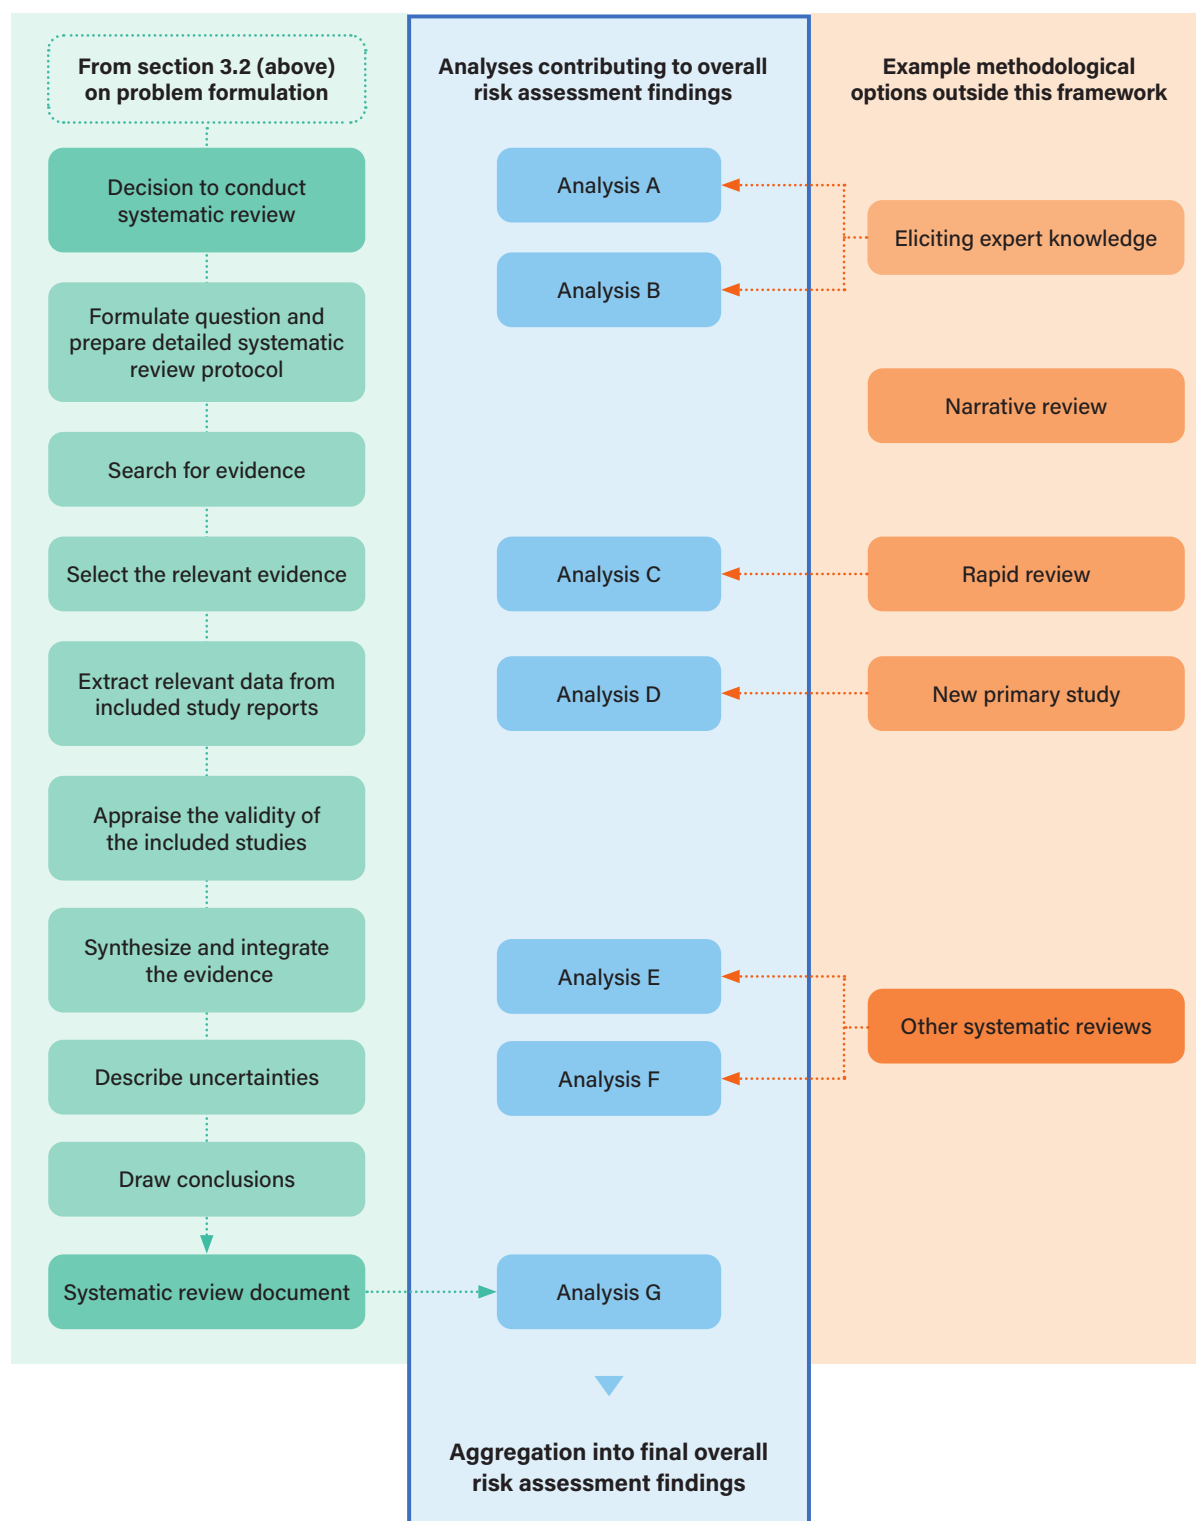 From section 3.2 (above)
on problem formulation
Decision to conduct
systematic review
Formulate question and
prepare detailed systematic
review protocol
Search for evidence
Select the relevant evidence
Extract relevant data from
included study reports
Appraise the validity of
the included studies
Synthesize and integrate
the evidence
Describe uncertainties
Draw conclusions
Systematic review document
Analyses contributing to overall
risk assessment findings
Analysis A
Analysis B
Analysis C
Analysis D
Analysis E
Analysis F
Analysis G
Aggregation into final overall
risk assessment findings
Example methodological
options outside this framework
Eliciting expert knowledge
Narrative review
Rapid review
New primary study
Other systematic reviews